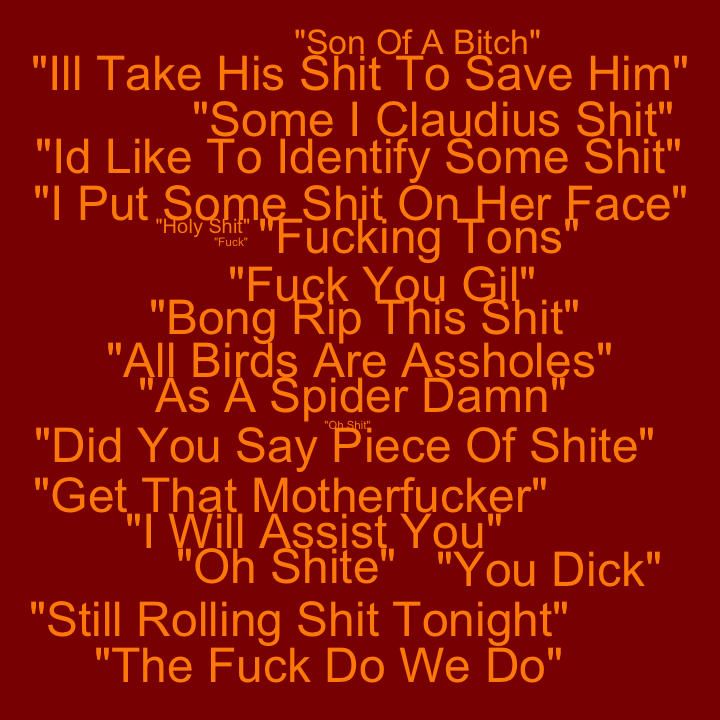 "Son Of A Bitch"
"Ill Take His Shit To Save Him"
"Some I Claudius Shit"
"Id Like To Identify Some Shit"
"I Put Some Shit On Her Face"
"Holy Shit"
"Fucking Tons"
"Fuck"
"Fuck You Gil"
"Bong Rip This Shit"
"All Birds Are Assholes"
"As A Spider Damn"
"Oh Shit"
"Did You Say Piece Of Shite"
"Get That Motherfucker"
"I Will Assist You"
"Oh Shite"
"You Dick"
"Still Rolling Shit Tonight"
"The Fuck Do We Do"